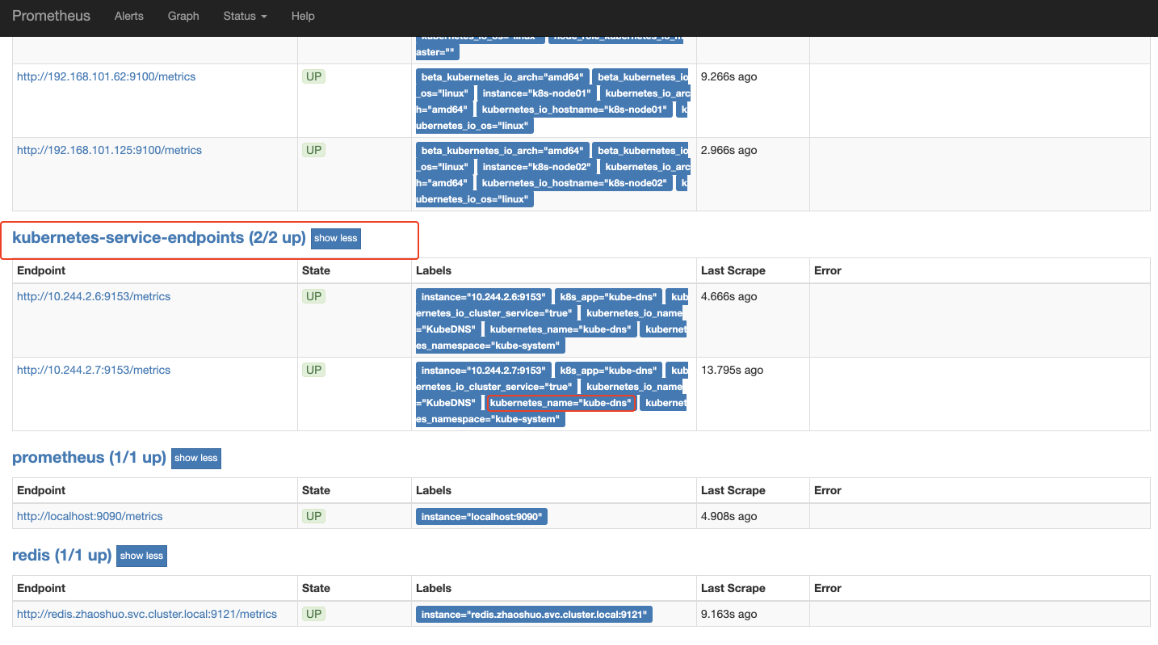 Prometheus Alerts Graph Status Help
kubernetes_io_os="linux" node_role_kubernetes_io_m
aster=""
http://192.168.101.62:9100/metrics UP beta_kubernetes_io_arch="amd64" beta_kubernetes_io
_os="linux" instance="k8s-node01" kubernetes_io_arc
h="amd64" kubernetes_io_hostname="k8s-node01" k
ubernetes_io_os="linux"
9.266s ago
http://192.168.101.125:9100/metrics UP beta_kubernetes_io_arch="amd64" beta_kubernetes_io
_os="linux" instance="k8s-node02" kubernetes_io_arc
h="amd64" kubernetes_io_hostname="k8s-node02" k
ubernetes_io_os="linux"
2.966s ago
kubernetes-service-endpoints (2/2 up) show less
Endpoint State Labels Last Scrape Error
http://10.244.2.6:9153/metrics UP instance="10.244.2.6:9153" k8s_app="kube-dns" kub
ernetes_io_cluster_service="true" kubernetes_io_name
="KubeDNS" kubernetes_name="kube-dns" kubernet
es_namespace="kube-system"
4.666s ago
http://10.244.2.7:9153/metrics UP instance="10.244.2.7:9153" k8s_app="kube-dns" kub
ernetes_io_cluster_service="true" kubernetes_io_name
="KubeDNS" kubernetes_name="kube-dns" kubernet
es_namespace="kube-system"
13.795s ago
prometheus (1/1 up) show less
Endpoint State Labels Last Scrape Error
http://localhost:9090/metrics UP instance="localhost:9090" 4.908s ago
redis (1/1 up) show less
Endpoint State Labels Last Scrape Error
http://redis.zhaoshuo.svc.cluster.local:9121/metrics UP instance="redis.zhaoshuo.svc.cluster.local:9121" 9.163s ago